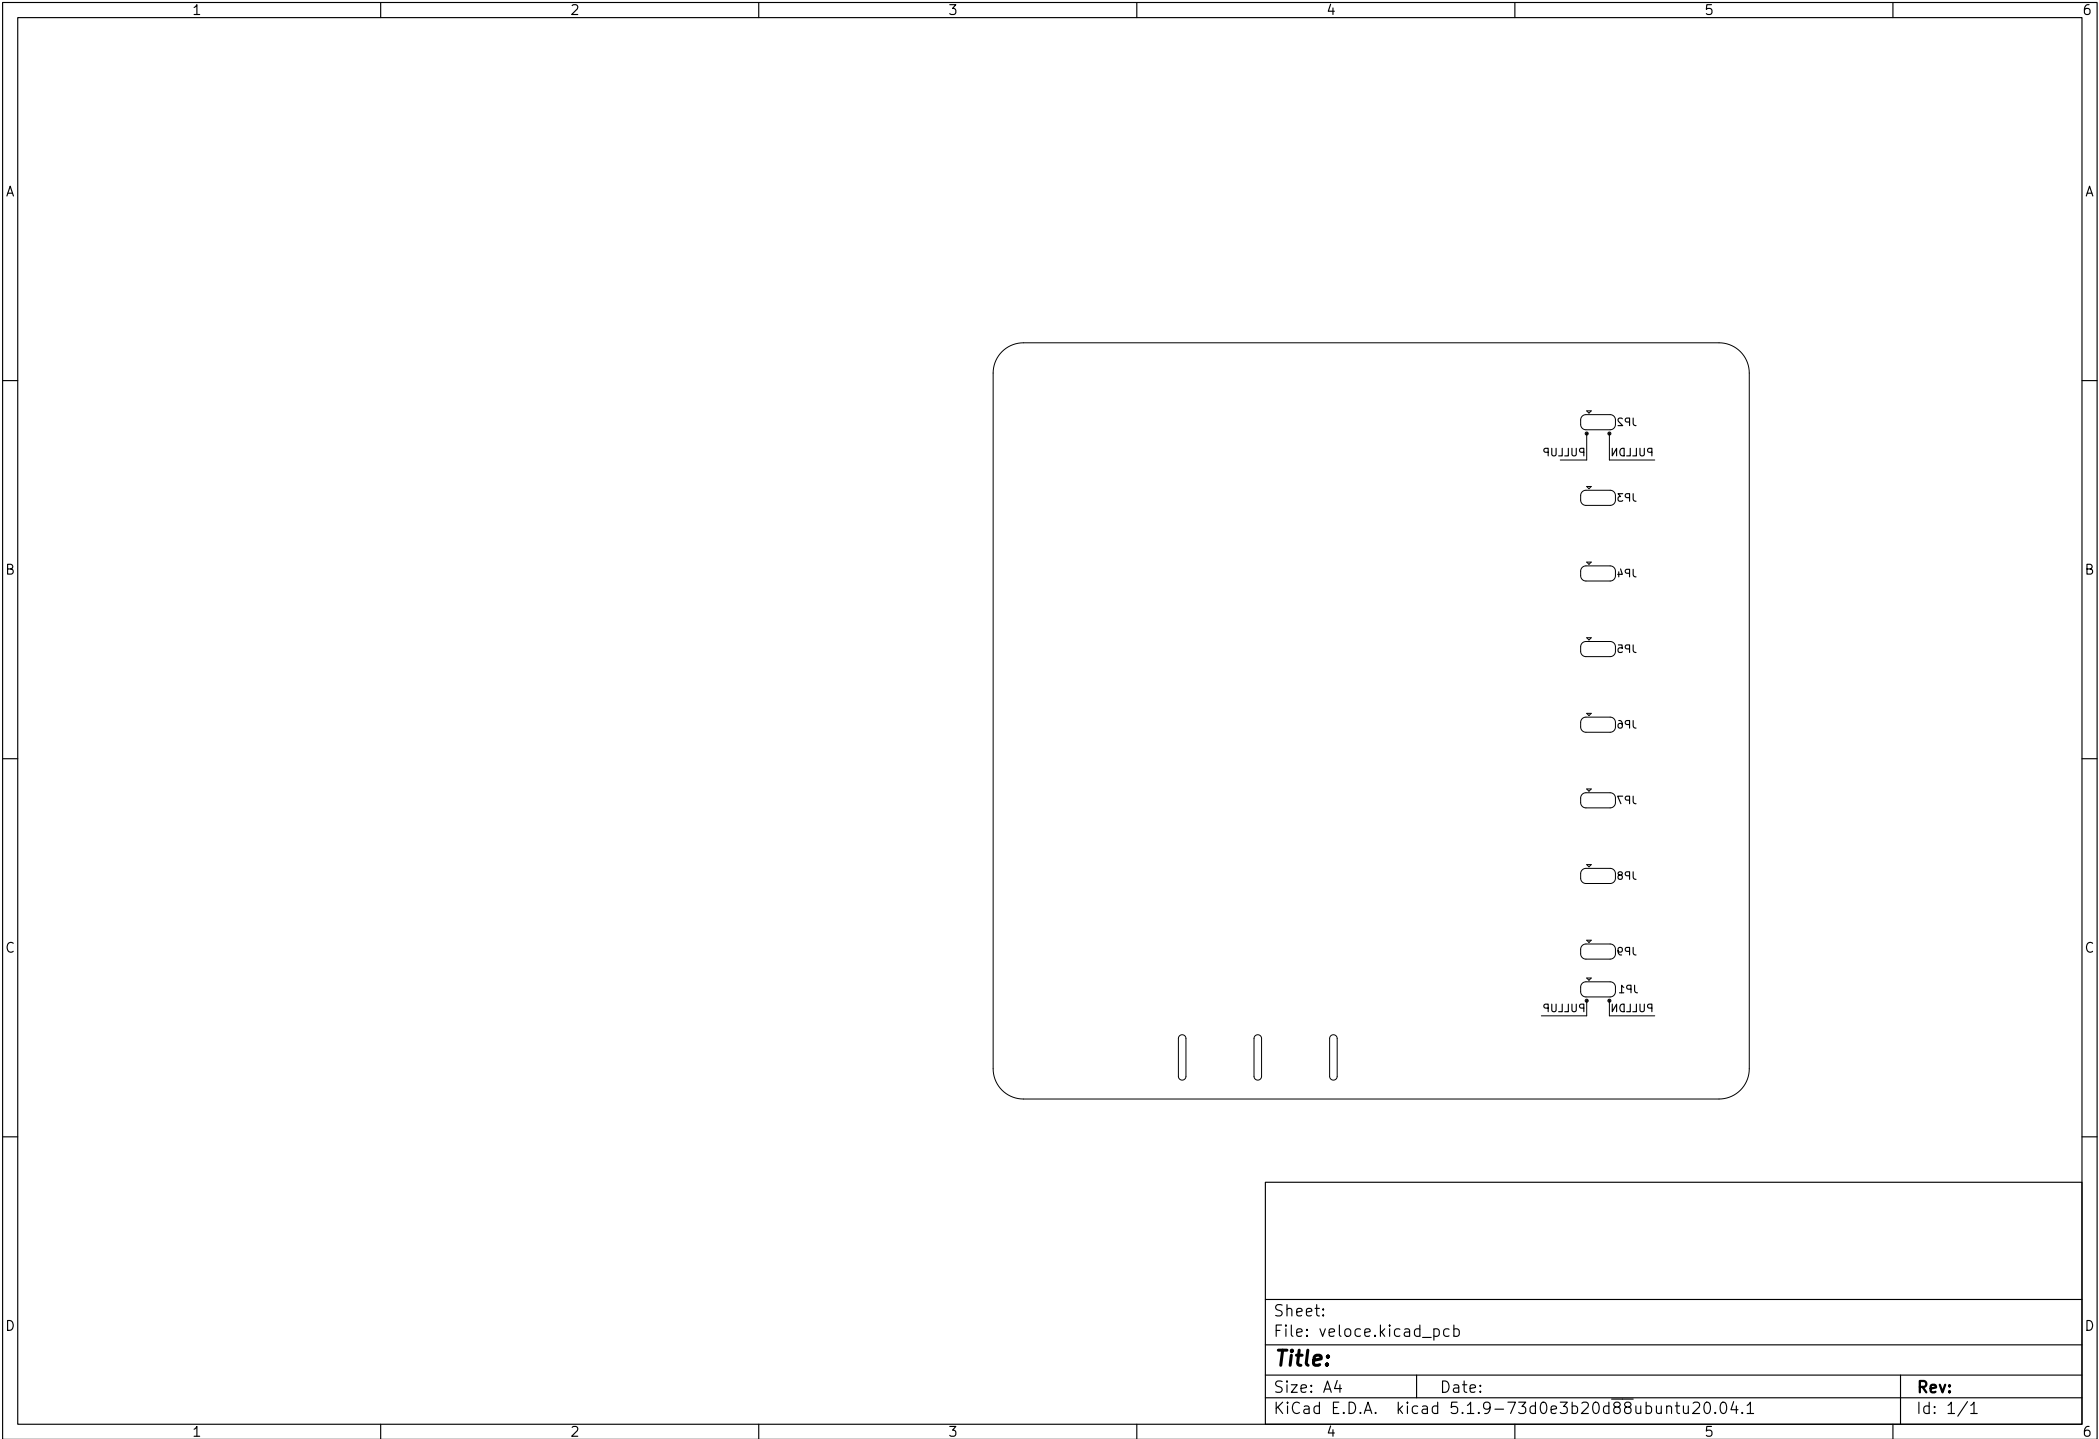 1 2 3 4 5 6
A A
JP2
PULLUP PULLDN
JP3
B B
JP4
JP5
JP6
JP7
JP8
C C
JP9
JP1
PULLUP PULLDN
Sheet:
D D
File: veloce.kicad_pcb
Title:
Size: A4 Date: Rev:
KiCad E.D.A. kicad 5.1.9-73d0e3b20d88ubuntu20.04.1 Id: 1/1
1 2 3 4 5 6